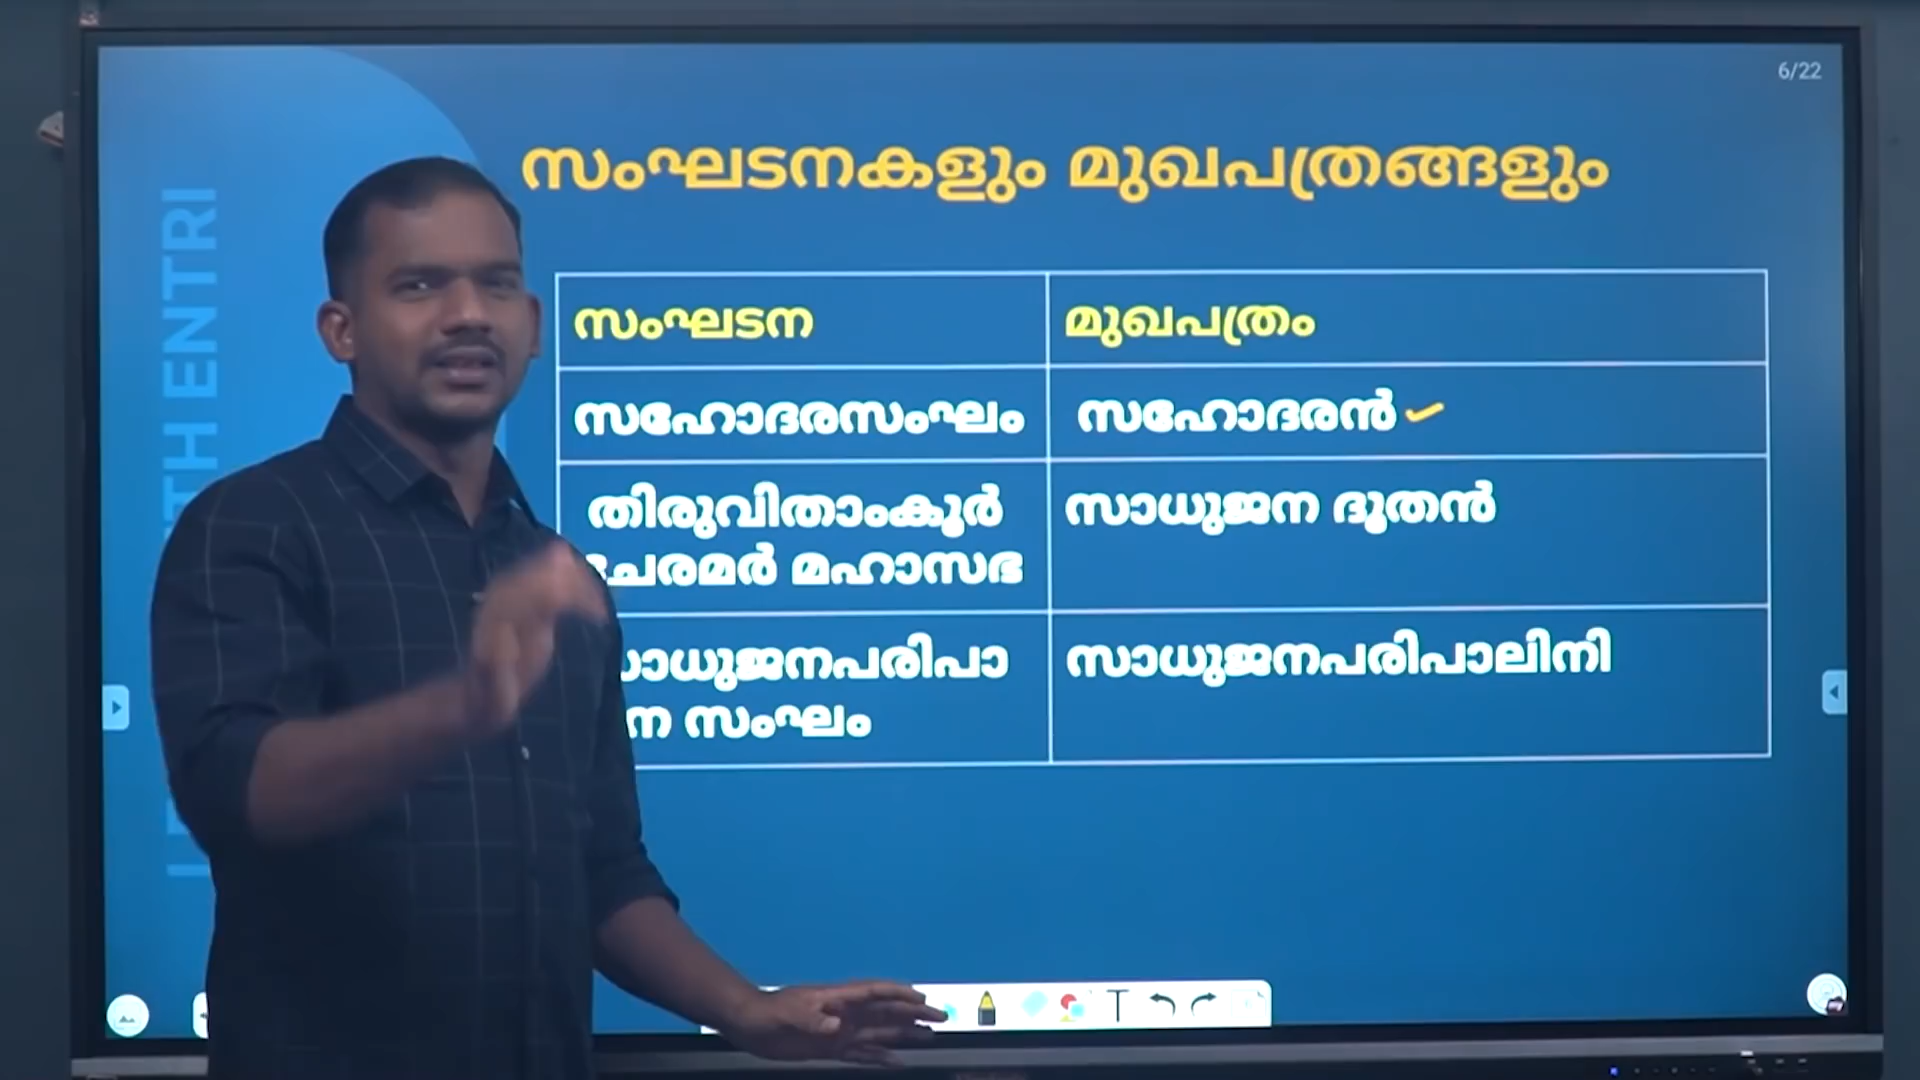 6/22
സംഘടനകളും മുഖപത്രങ്ങളും
ENTRI
സംഘടന
മുഖപത്രം
സഹോദരസംഘം
സഹോദരൻ
തിരുവിതാംകൂർ
ചേരമർ മഹാസഭ
സാധുജന ദൂതൻ
സാധുജനപരിപാ
സംഘം
സാധുജനപരിപാലിനി
T